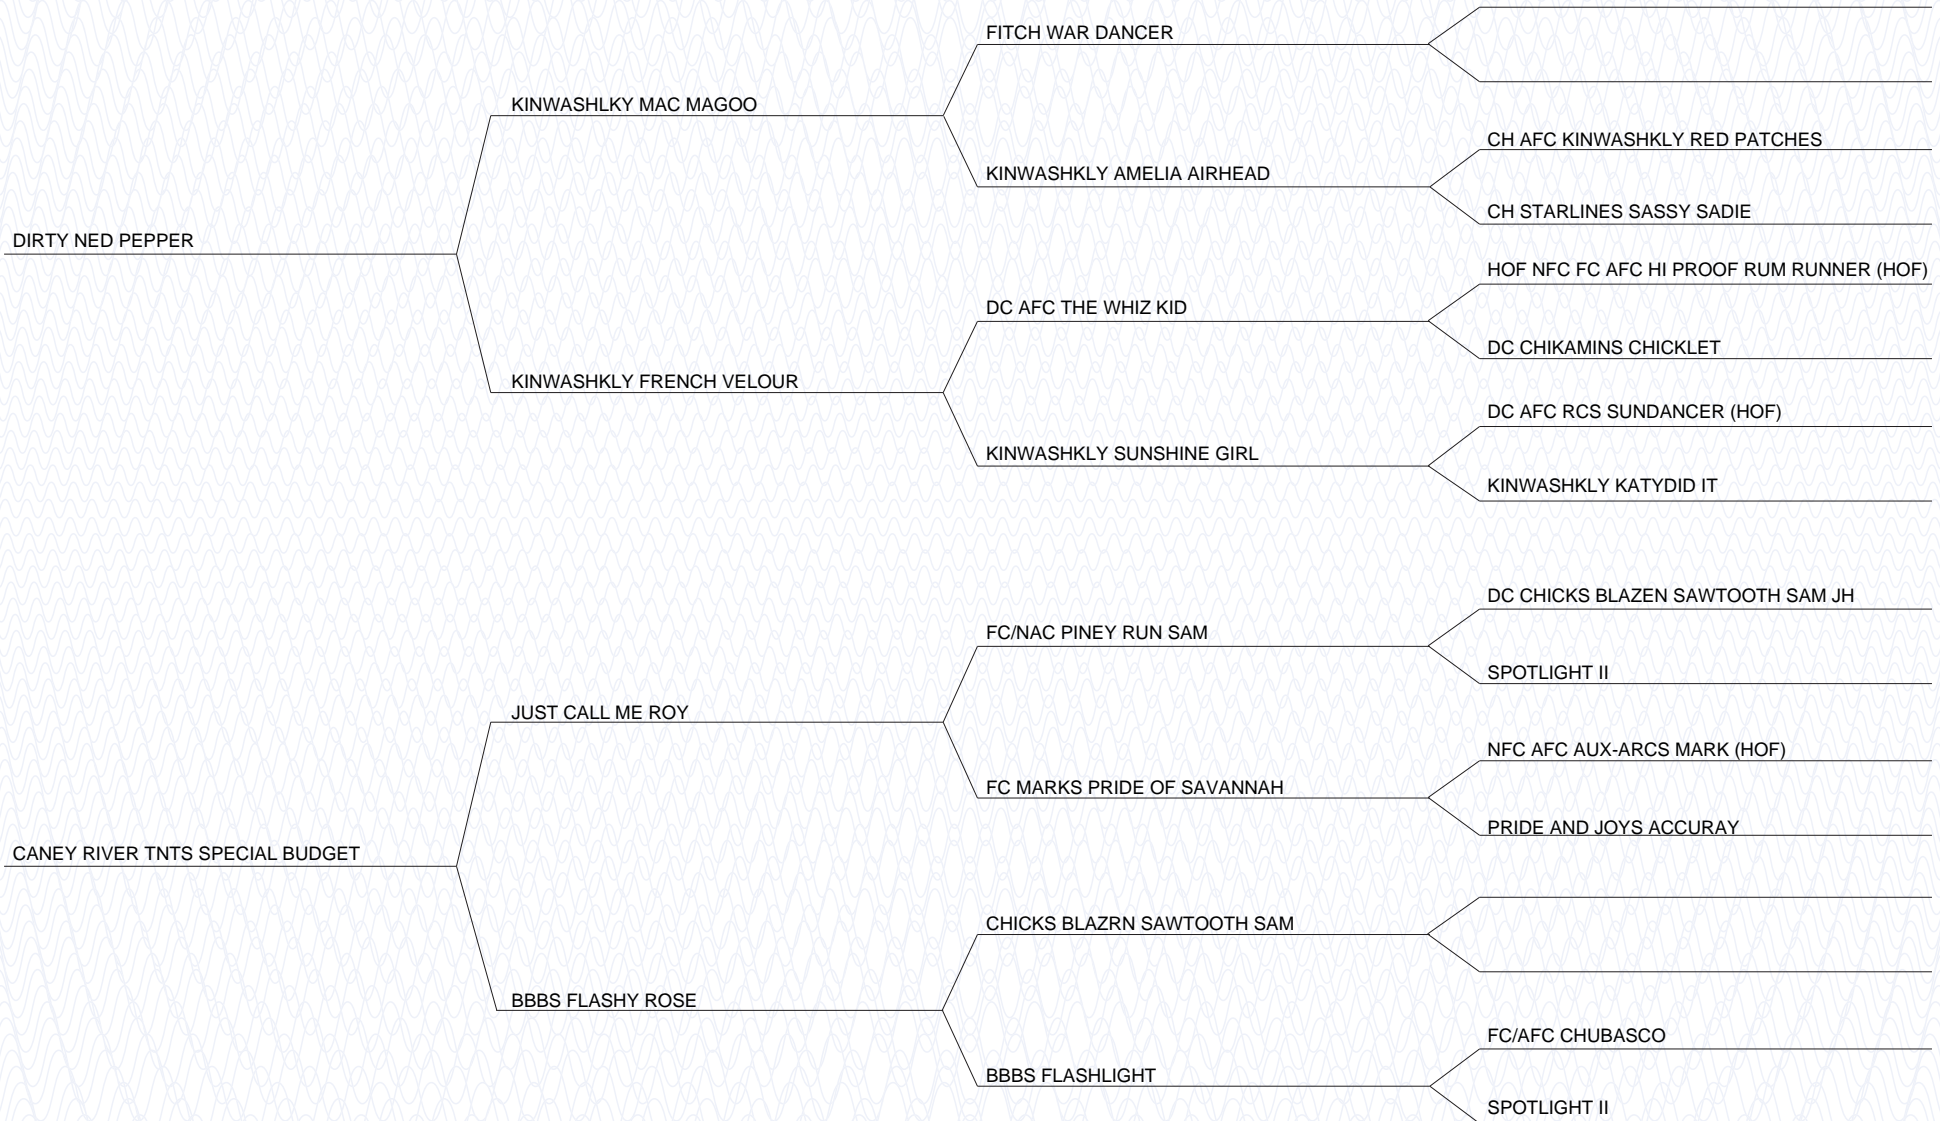 FITCH WAR DANCER
KINWASHLKY MAC MAGOO
CH AFC KINWASHKLY RED PATCHES
KINWASHKLY AMELIA AIRHEAD
CH STARLINES SASSY SADIE
DIRTY NED PEPPER
HOF NFC FC AFC HI PROOF RUM RUNNER (HOF)
DC AFC THE WHIZ KID
DC CHIKAMINS CHICKLET
KINWASHKLY FRENCH VELOUR
DC AFC RCS SUNDANCER (HOF)
KINWASHKLY SUNSHINE GIRL
KINWASHKLY KATYDID IT
DC CHICKS BLAZEN SAWTOOTH SAM JH
FC/NAC PINEY RUN SAM
SPOTLIGHT II
JUST CALL ME ROY
NFC AFC AUX-ARCS MARK (HOF)
FC MARKS PRIDE OF SAVANNAH
PRIDE AND JOYS ACCURAY
CANEY RIVER TNTS SPECIAL BUDGET
CHICKS BLAZRN SAWTOOTH SAM
BBBS FLASHY ROSE
FC/AFC CHUBASCO
BBBS FLASHLIGHT
SPOTLIGHT II